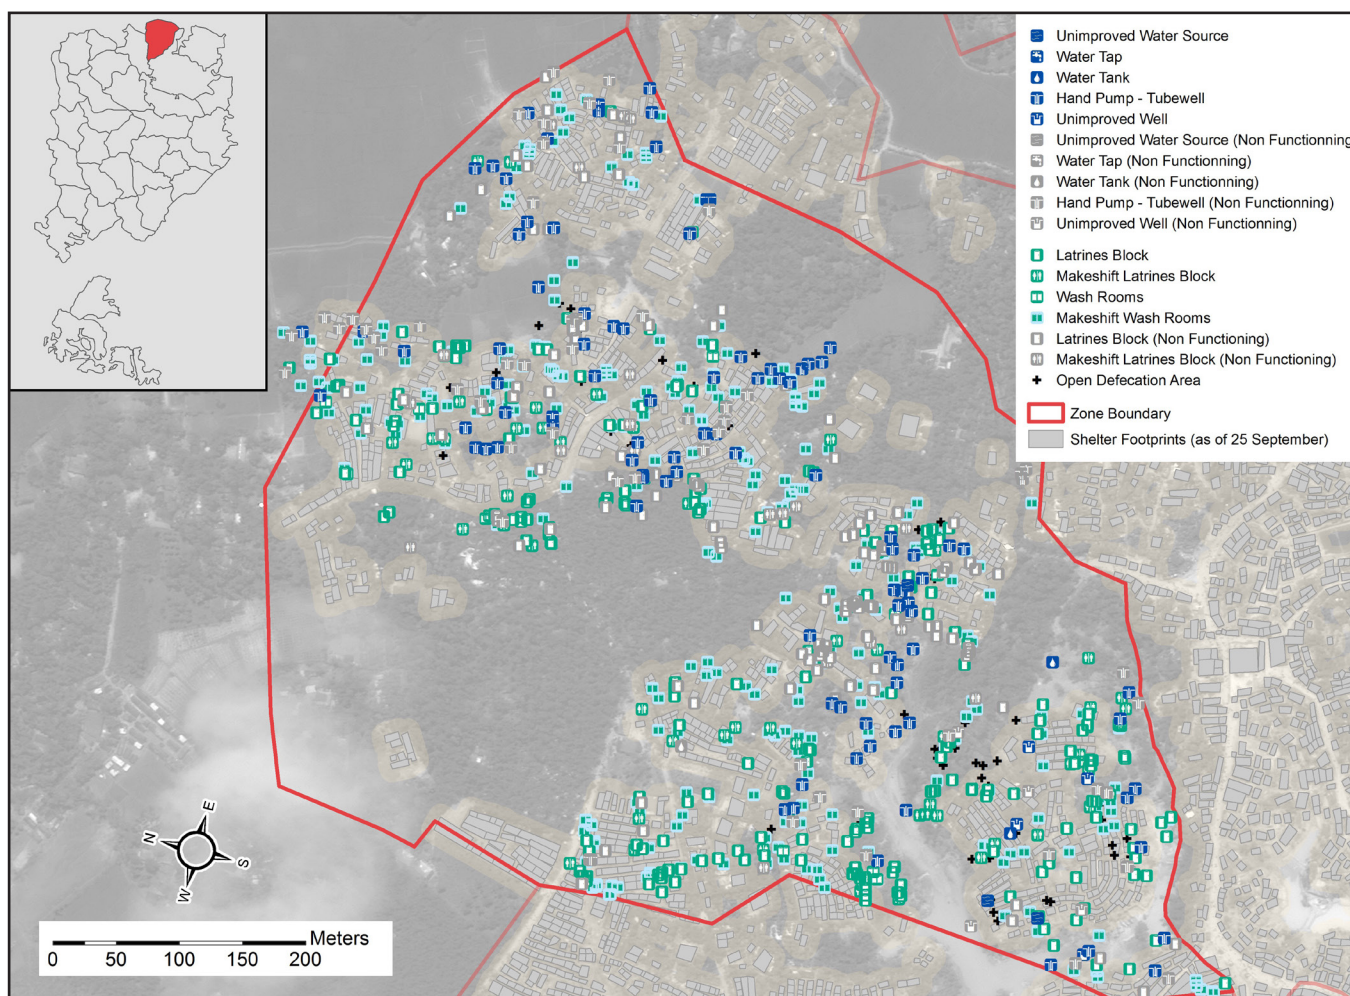 Unimproved Water Source
Water Tap
Water Tank
Hand Pump - Tubewell
Unimproved Well
Unimproved Water Source (Non Functionning
Water Tap (Non Functionning)
Water Tank (Non Functionning)
Hand Pump - Tubewell (Non Functionning)
Unimproved Well (Non Functionning)
Latrines Block
Makeshift Latrines Block
Wash Rooms
Makeshift Wash Rooms
Latrines Block (Non Functioning)
Makeshift Latrines Block (Non Functioning)
Open Defecation Area
Zone Boundary
Shelter Footprints (as of 25 September)
N
E
S
W
Meters
0 50 100 150 200